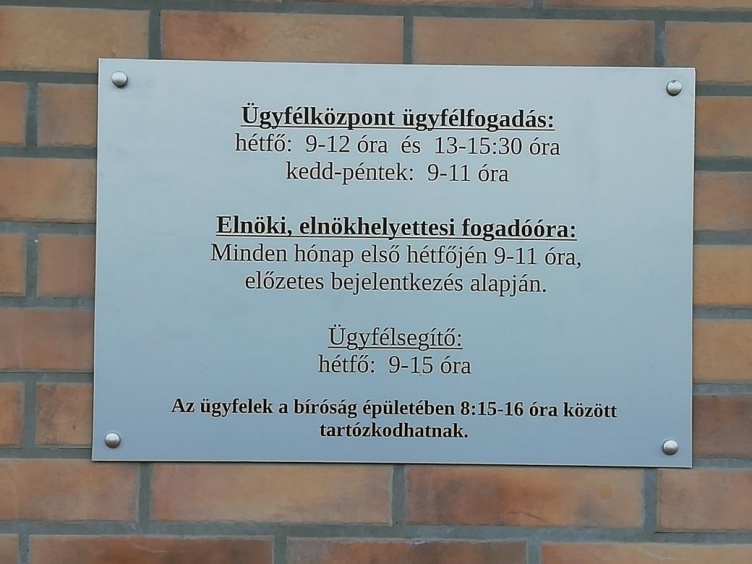 Ügyfélközpont ügyfélfogadás:
hétfő: 9-12 óra és 13-15:30 óra
kedd-péntek: 9-11 óra
Elnöki, elnökhelyettesi fogadóóra:
Minden hónap első hétfőjén 9-11 óra,
előzetes bejelentkezés alapján.
Ügyfélsegítő:
hétfő: 9-15 óra
Az ügyfelek a bíróság épületében 8:15-16 óra között
tartózkodhatnak.